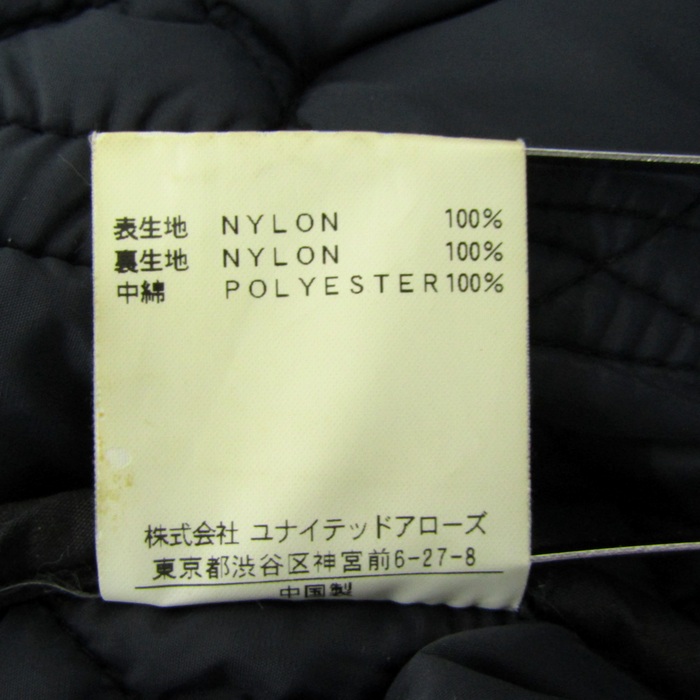 表生地 NYLON 100%
裏生地 NYLON 100%
中綿 POLYESTER 100%
株式会社 ユナイテッドアローズ
東京都渋谷区神宮前6-27-8
中国製